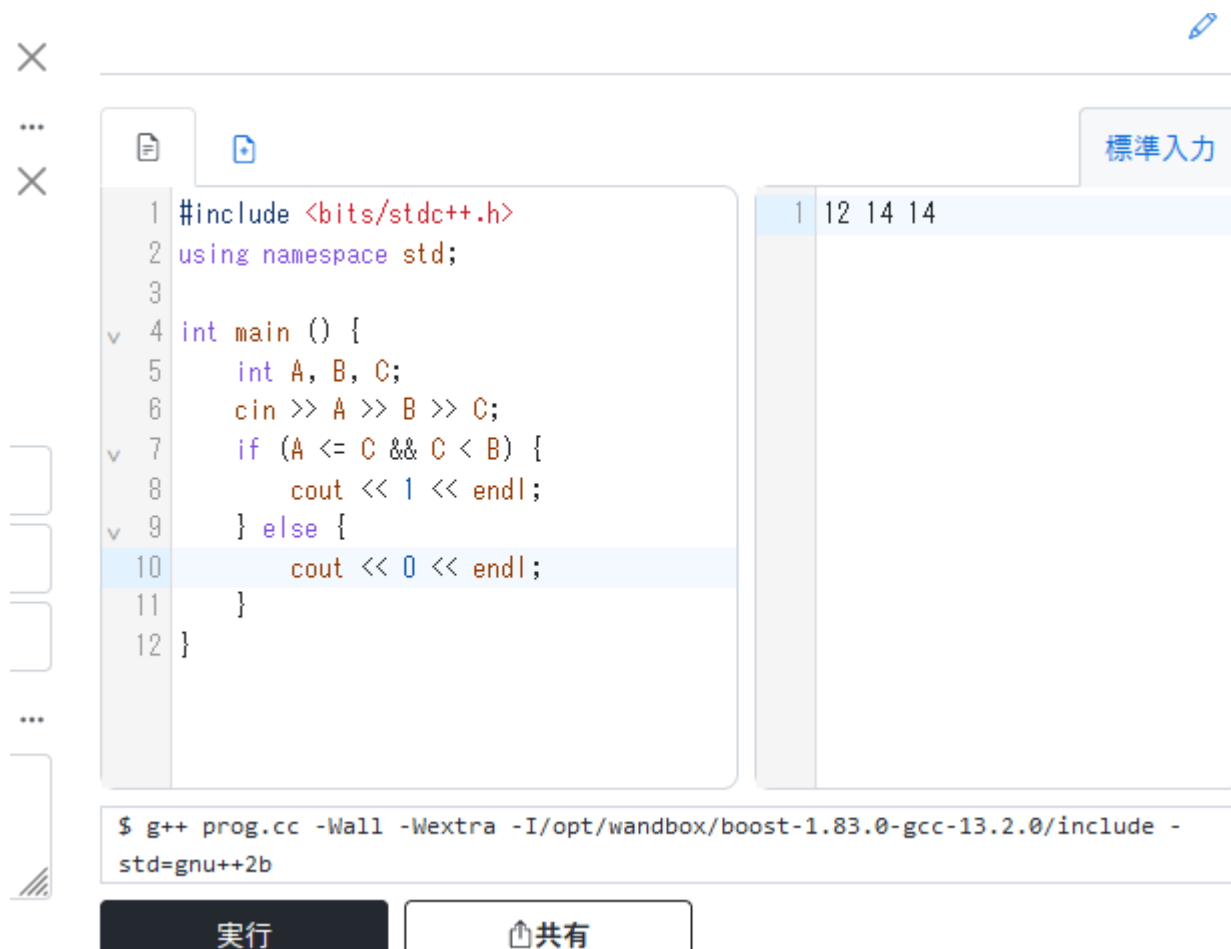 標準入力
1 #include <bits/stdc++.h>
2 using namespace std;
3
4 int main () {
5     int A, B, C;
6     cin >> A >> B >> C;
7     if (A <= C && C < B) {
8         cout << 1 << endl;
9     } else {
10         cout << 0 << endl;
11     }
12 }
1 12 14 14
$ g++ prog.cc -Wall -Wextra -I/opt/wandbox/boost-1.83.0-gcc-13.2.0/include -
std=gnu++2b
実行
共有